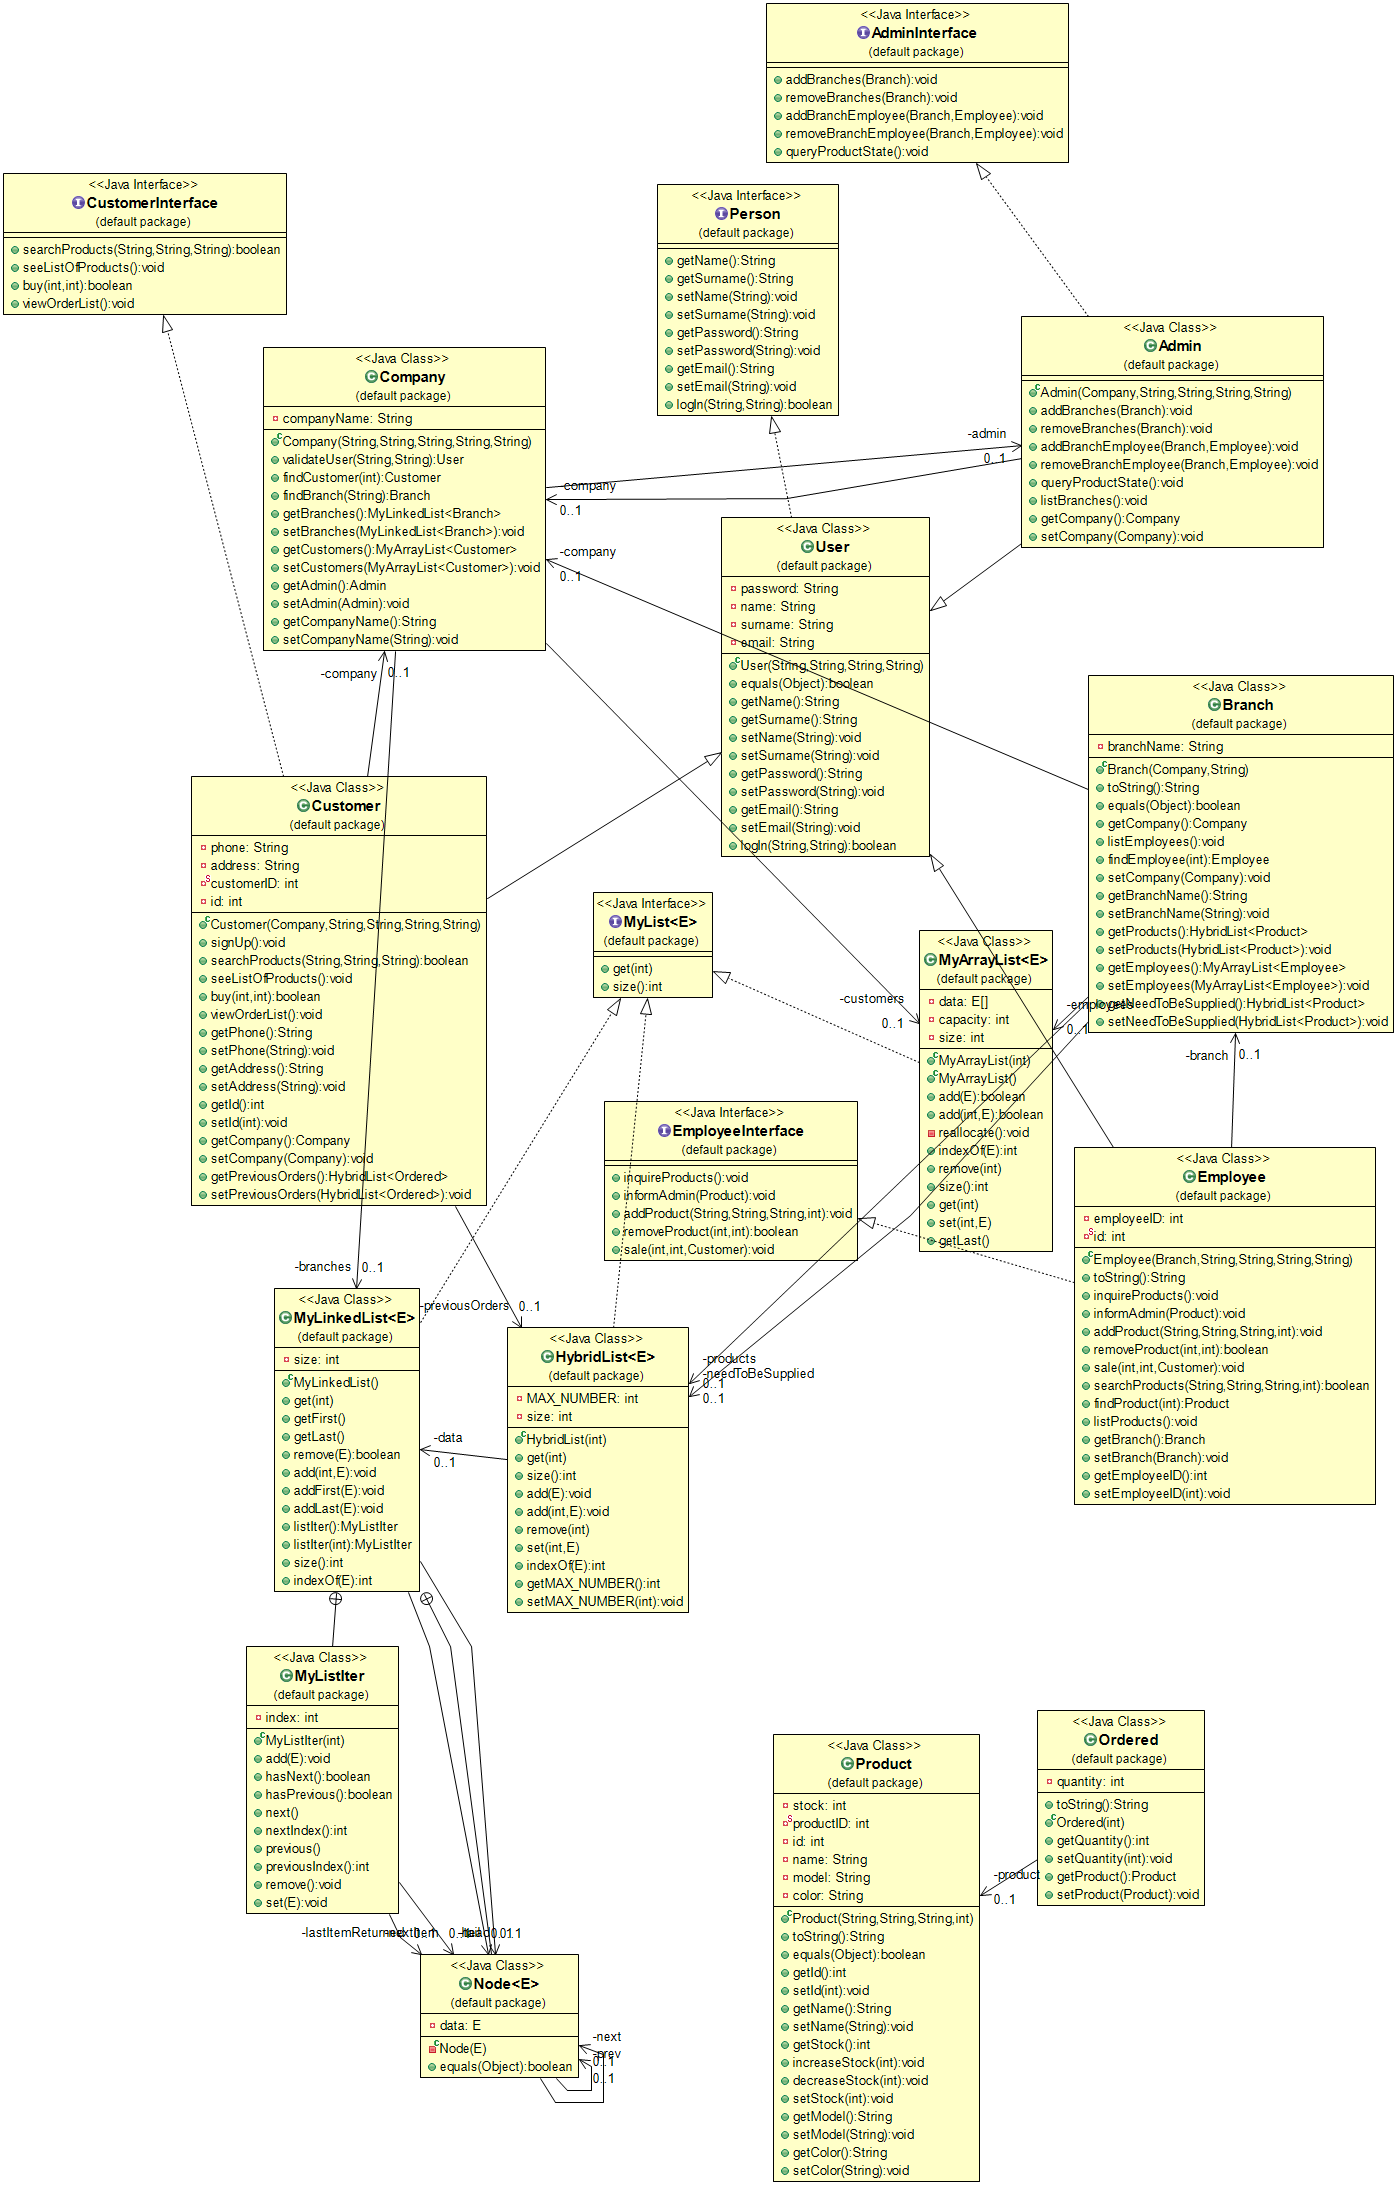 <<Java Interface>>
AdminInterface
(default package)
addBranches(Branch):void
removeBranches(Branch):void
addBranchEmployee(Branch,Employee):void
removeBranchEmployee(Branch,Employee):void
queryProductState():void
<<Java Interface>>
CustomerInterface
(default package)
searchProducts(String,String,String):boolean
seeListOfProducts():void
buy(int,int):boolean
viewOrderList():void
<<Java Interface>>
Person
(default package)
getName():String
getSurname():String
setName(String):void
setSurname(String):void
getPassword():String
setPassword(String):void
getEmail():String
setEmail(String):void
logIn(String,String):boolean
<<Java Class>>
Admin
(default package)
Admin(Company,String,String,String,String)
addBranches(Branch):void
removeBranches(Branch):void
addBranchEmployee(Branch,Employee):void
removeBranchEmployee(Branch,Employee):void
queryProductState():void
listBranches():void
getCompany():Company
setCompany(Company):void
<<Java Class>>
Company
(default package)
companyName: String
Company(String,String,String,String,String)
validateUser(String,String):User
findCustomer(int):Customer
findBranch(String):Branch
getBranches():MyLinkedList<Branch>
setBranches(MyLinkedList<Branch>):void
getCustomers():MyArrayList<Customer>
setCustomers(MyArrayList<Customer>):void
getAdmin():Admin
setAdmin(Admin):void
getCompanyName():String
setCompanyName(String):void
-admin
0..1
-company
0..1
-company
0..1
-company
0..1
<<Java Class>>
User
(default package)
password: String
name: String
surname: String
email: String
User(String,String,String,String)
equals(Object):boolean
getName():String
getSurname():String
setName(String):void
setSurname(String):void
getPassword():String
setPassword(String):void
getEmail():String
setEmail(String):void
logIn(String,String):boolean
<<Java Class>>
Branch
(default package)
branchName: String
Branch(Company,String)
toString():String
equals(Object):boolean
getCompany():Company
listEmployees():void
findEmployee(int):Employee
setCompany(Company):void
getBranchName():String
setBranchName(String):void
getProducts():HybridList<Product>
setProducts(HybridList<Product>):void
getEmployees():MyArrayList<Employee>
setEmployees(MyArrayList<Employee>):void
getNeedToBeSupplied():HybridList<Product>
setNeedToBeSupplied(HybridList<Product>):void
<<Java Class>>
Customer
(default package)
phone: String
address: String
customerID: int
id: int
Customer(Company,String,String,String,String)
signUp():void
searchProducts(String,String,String):boolean
seeListOfProducts():void
buy(int,int):boolean
viewOrderList():void
getPhone():String
setPhone(String):void
getAddress():String
setAddress(String):void
getId():int
setId(int):void
getCompany():Company
setCompany(Company):void
getPreviousOrders():HybridList<Ordered>
setPreviousOrders(HybridList<Ordered>):void
<<Java Interface>>
MyList<E>
(default package)
get(int)
size():int
<<Java Class>>
MyArrayList<E>
(default package)
data: E[]
capacity: int
size: int
MyArrayList(int)
MyArrayList()
add(E):boolean
add(int,E):boolean
reallocate():void
indexOf(E):int
remove(int)
size():int
get(int)
set(int,E)
getLast()
-customers
0..1
-employees
0..1
-branch
0..1
<<Java Interface>>
EmployeeInterface
(default package)
inquireProducts():void
informAdmin(Product):void
addProduct(String,String,String,int):void
removeProduct(int,int):boolean
sale(int,int,Customer):void
<<Java Class>>
Employee
(default package)
employeeID: int
id: int
Employee(Branch,String,String,String,String)
toString():String
inquireProducts():void
informAdmin(Product):void
addProduct(String,String,String,int):void
removeProduct(int,int):boolean
sale(int,int,Customer):void
searchProducts(String,String,String,int):boolean
findProduct(int):Product
listProducts():void
getBranch():Branch
setBranch(Branch):void
getEmployeeID():int
setEmployeeID(int):void
-branches
0..1
<<Java Class>>
MyLinkedList<E>
(default package)
size: int
MyLinkedList()
get(int)
getFirst()
getLast()
remove(E):boolean
add(int,E):void
addFirst(E):void
addLast(E):void
listIter():MyListIter
listIter(int):MyListIter
size():int
indexOf(E):int
-previousOrders
0..1
<<Java Class>>
HybridList<E>
(default package)
MAX_NUMBER: int
size: int
HybridList(int)
get(int)
size():int
add(E):void
add(int,E):void
remove(int)
set(int,E)
indexOf(E):int
getMAX_NUMBER():int
setMAX_NUMBER(int):void
-products
-needToBeSupplied
0..1
0..1
-data
0..1
<<Java Class>>
MyListIter
(default package)
index: int
MyListIter(int)
add(E):void
hasNext():boolean
hasPrevious():boolean
next()
nextIndex():int
previous()
previousIndex():int
remove():void
set(E):void
-lastItemReturned
-nextItem
<<Java Class>>
Node<E>
(default package)
data: E
Node(E)
equals(Object):boolean
-next
-prev
0..1
0..1
<<Java Class>>
Product
(default package)
stock: int
productID: int
id: int
name: String
model: String
color: String
Product(String,String,String,int)
toString():String
equals(Object):boolean
getId():int
setId(int):void
getName():String
setName(String):void
getStock():int
increaseStock(int):void
decreaseStock(int):void
setStock(int):void
getModel():String
setModel(String):void
getColor():String
setColor(String):void
<<Java Class>>
Ordered
(default package)
quantity: int
toString():String
Ordered(int)
getQuantity():int
setQuantity(int):void
getProduct():Product
setProduct(Product):void
-product
0..1